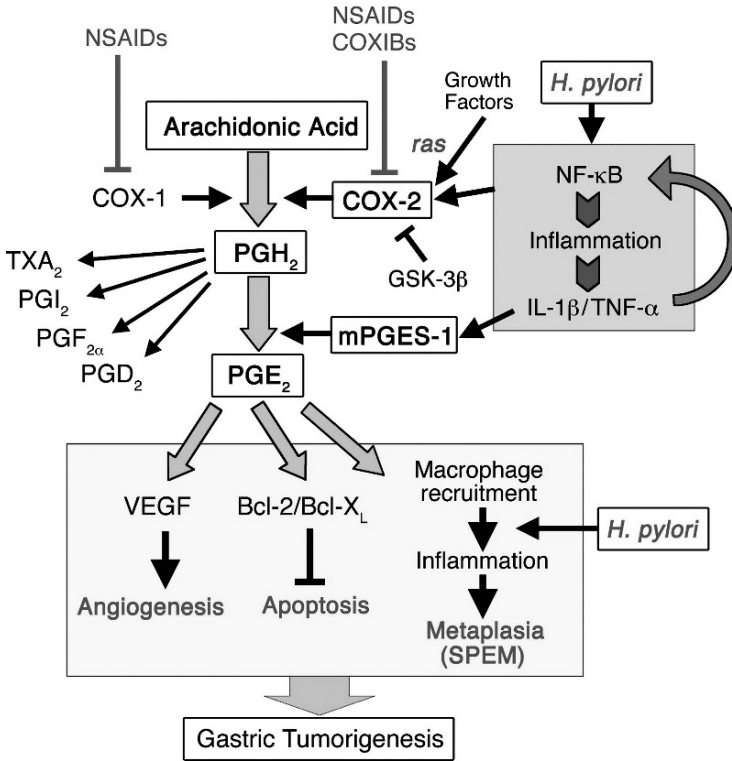 NSAIDs
NSAIDs
COXIBs
Growth
Factors
H. pylori
Arachidonic Acid
ras
NF-κB
COX-1
COX-2
Inflammation
PGH2
GSK-3β
IL-1β/TNF-α
TXA2
PGI2
PGF2α
PGD2
mPGES-1
PGE2
VEGF
Bcl-2/Bcl-XL
Macrophage
recruitment
H. pylori
Inflammation
Angiogenesis
Apoptosis
Metaplasia
(SPEM)
Gastric Tumorigenesis